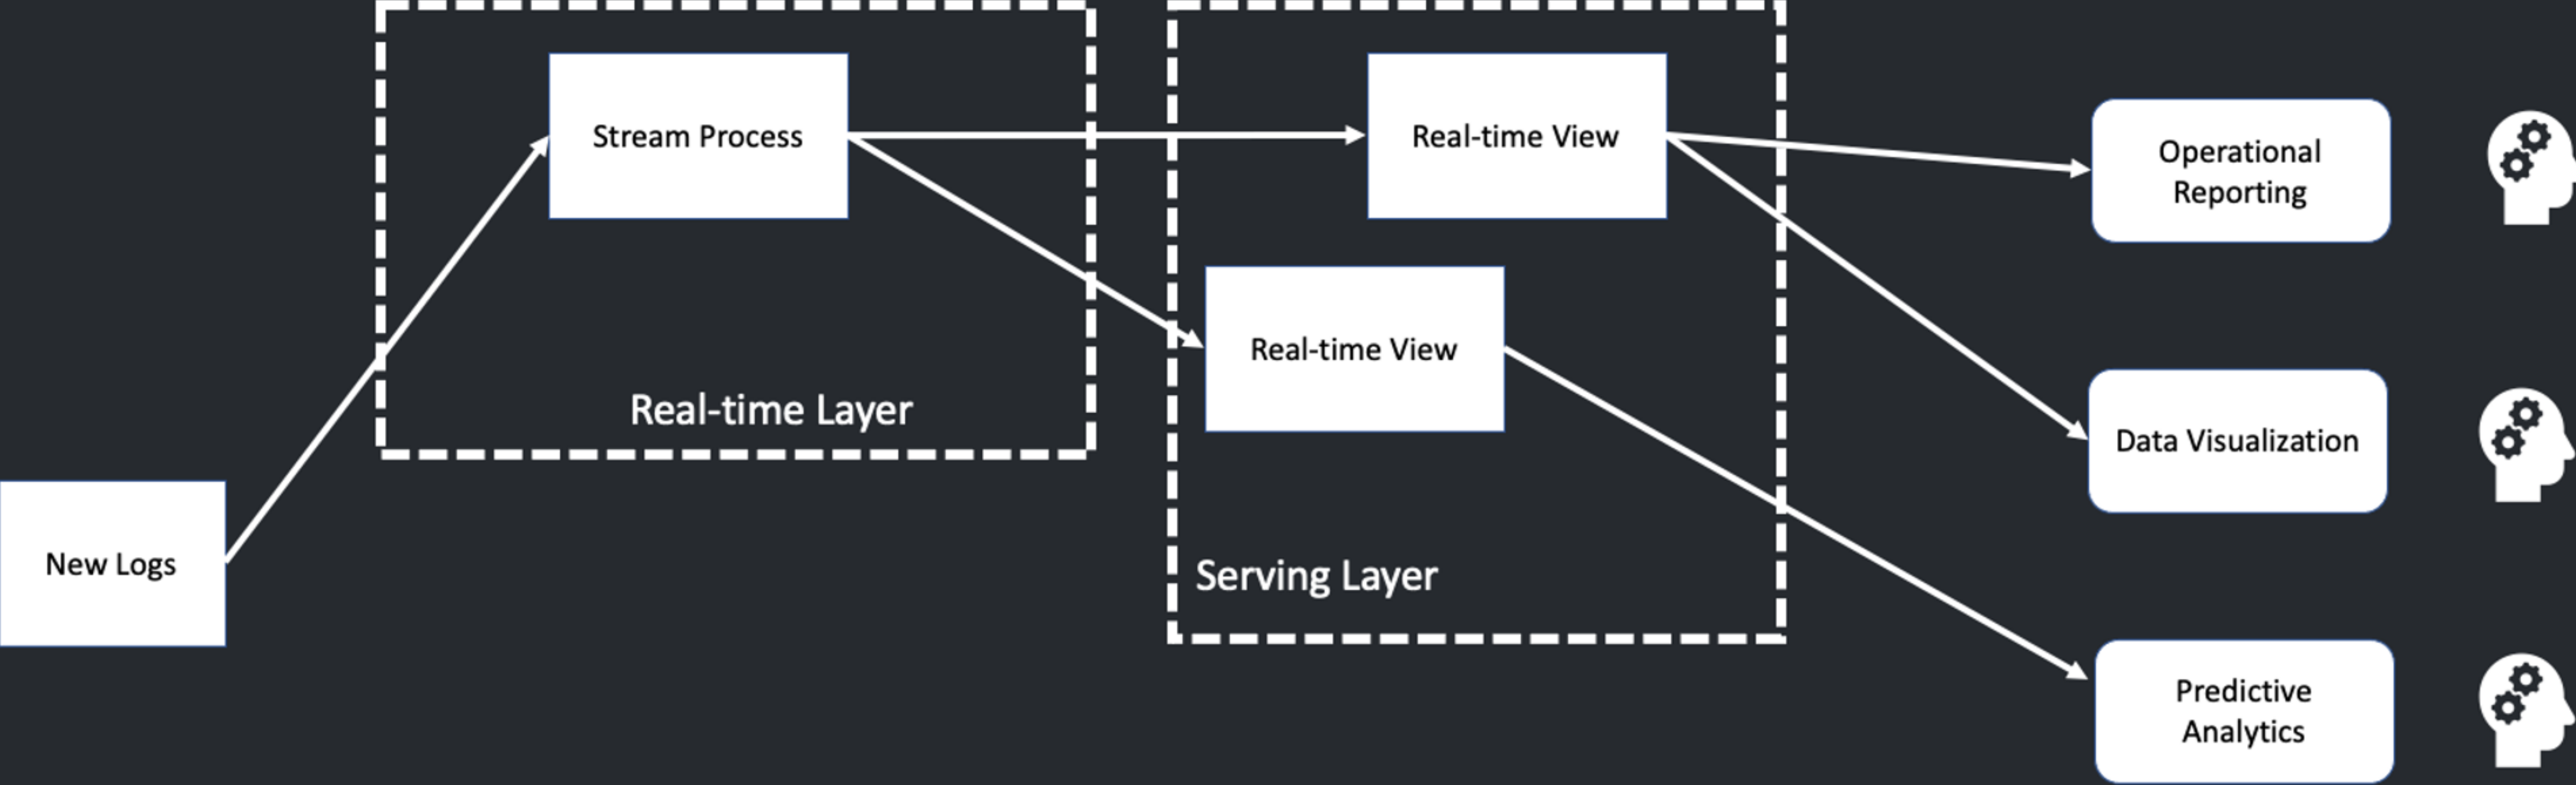 Stream Process
Real-time View
Operational
Reporting
Real-time View
Real-time Layer
Data Visualization
New Logs
Serving Layer
Predictive
Analytics